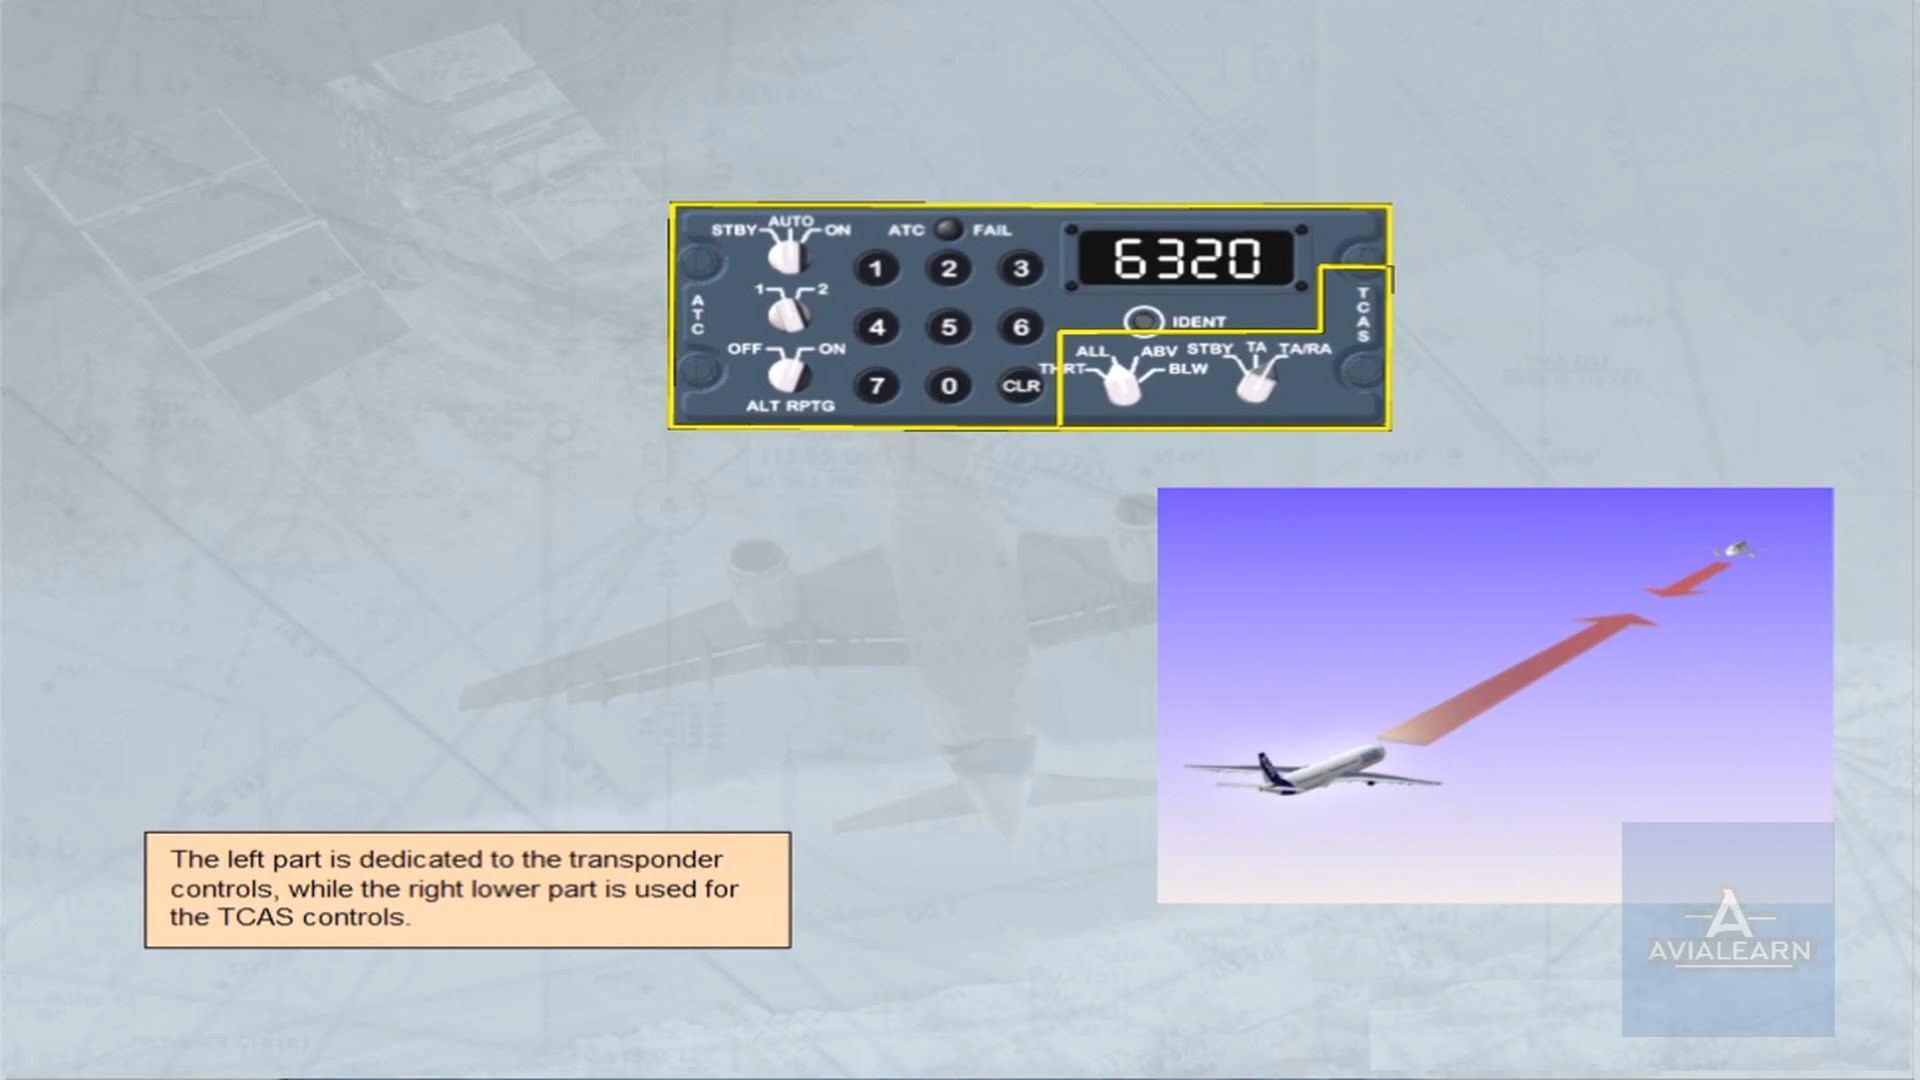 AUTO
STBY ON
ATC FAIL
6320
1 2 3
1 2
ATC
TCAS
IDENT
4 5 6
OFF ON
ALL ABV STBY TA TA/RA
THRT BLW
7 0 CLR
ALT RPTG
The left part is dedicated to the transponder
controls, while the right lower part is used for
the TCAS controls.
A
AVIALEARN